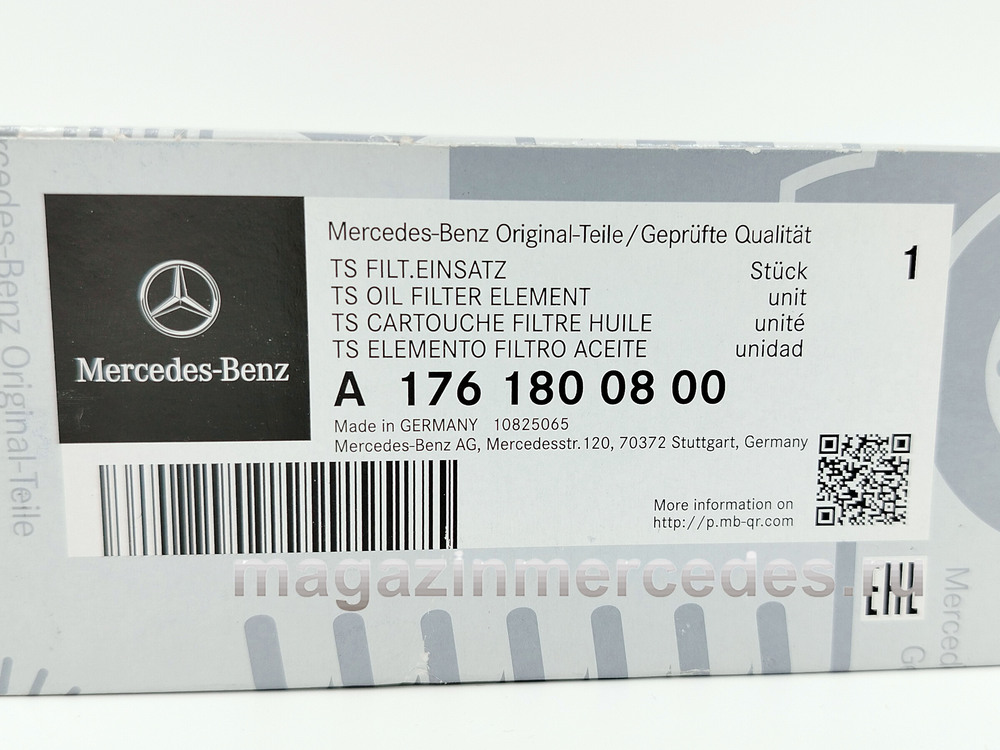 Mercedes-Benz Original-Teile/Geprüfte Qualität
TS FILT.EINSATZ Stück 1
TS OIL FILTER ELEMENT unit
TS CARTOUCHE FILTRE HUILE unité
TS ELEMENTO FILTRO ACEITE unidad
Mercedes-Benz
A 176 180 08 00
Made in GERMANY 10825065
Mercedes-Benz AG, Mercedesstr.120, 70372 Stuttgart, Germany
More information on
http://p.mb-qr.com
magazinmercedes.ru
EAC
rcedes-Benz Original-Teile
Merced
G